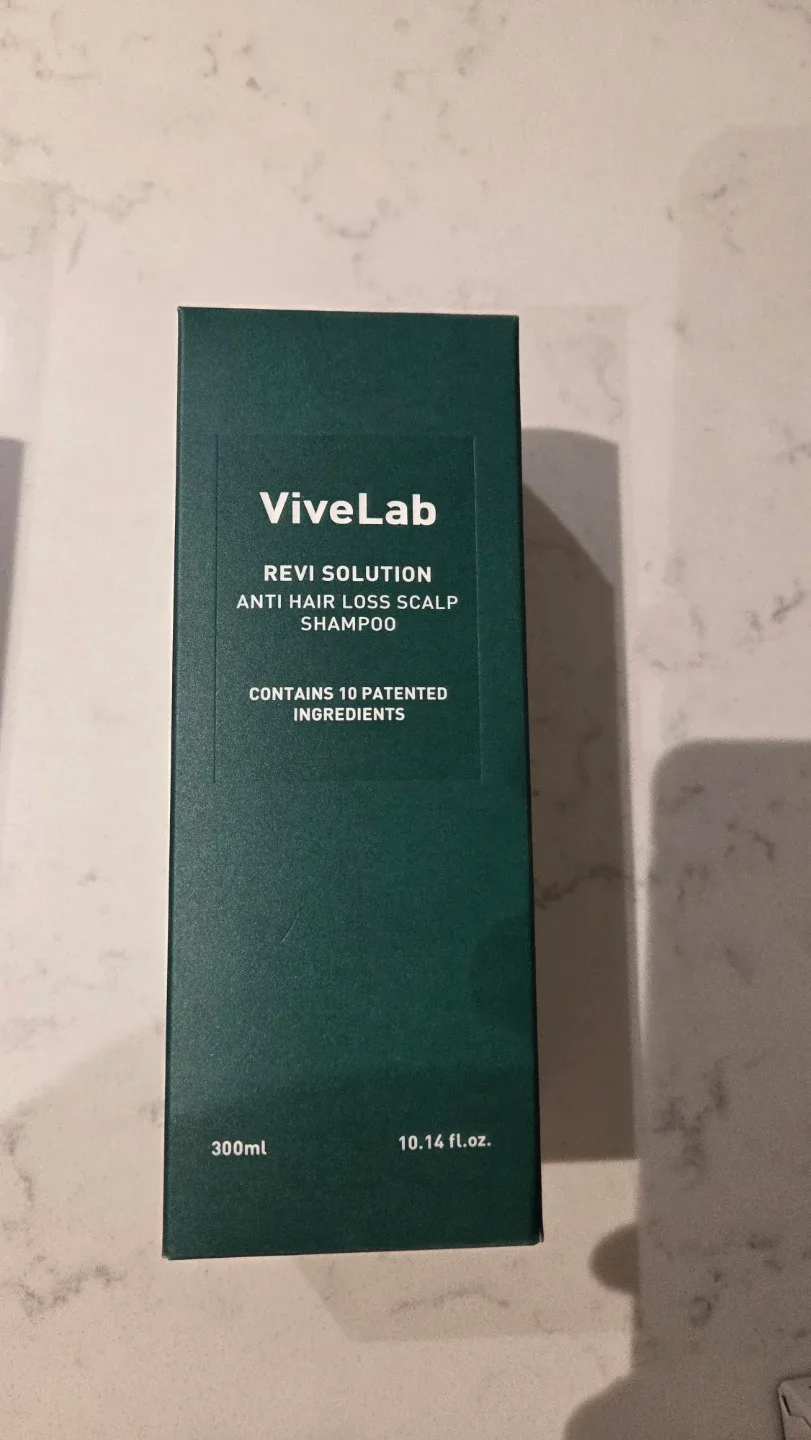 ViveLab
REVI SOLUTION
ANTI HAIR LOSS SCALP
SHAMPOO
CONTAINS 10 PATENTED
INGREDIENTS
300ml 10.14 fl.oz.